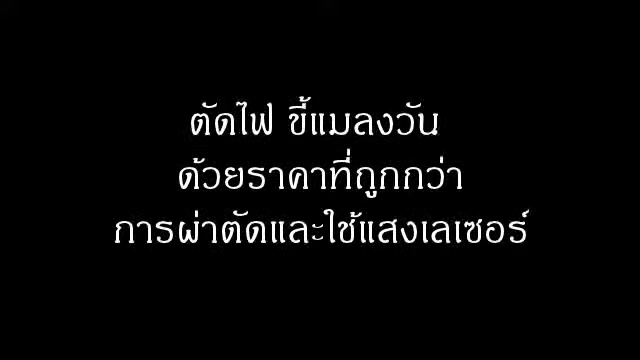 ตัดไฟ ขี้แมลงวัน
ด้วยราคาที่ถูกกว่า
การผ่าตัดและใช้แสงเลเซอร์